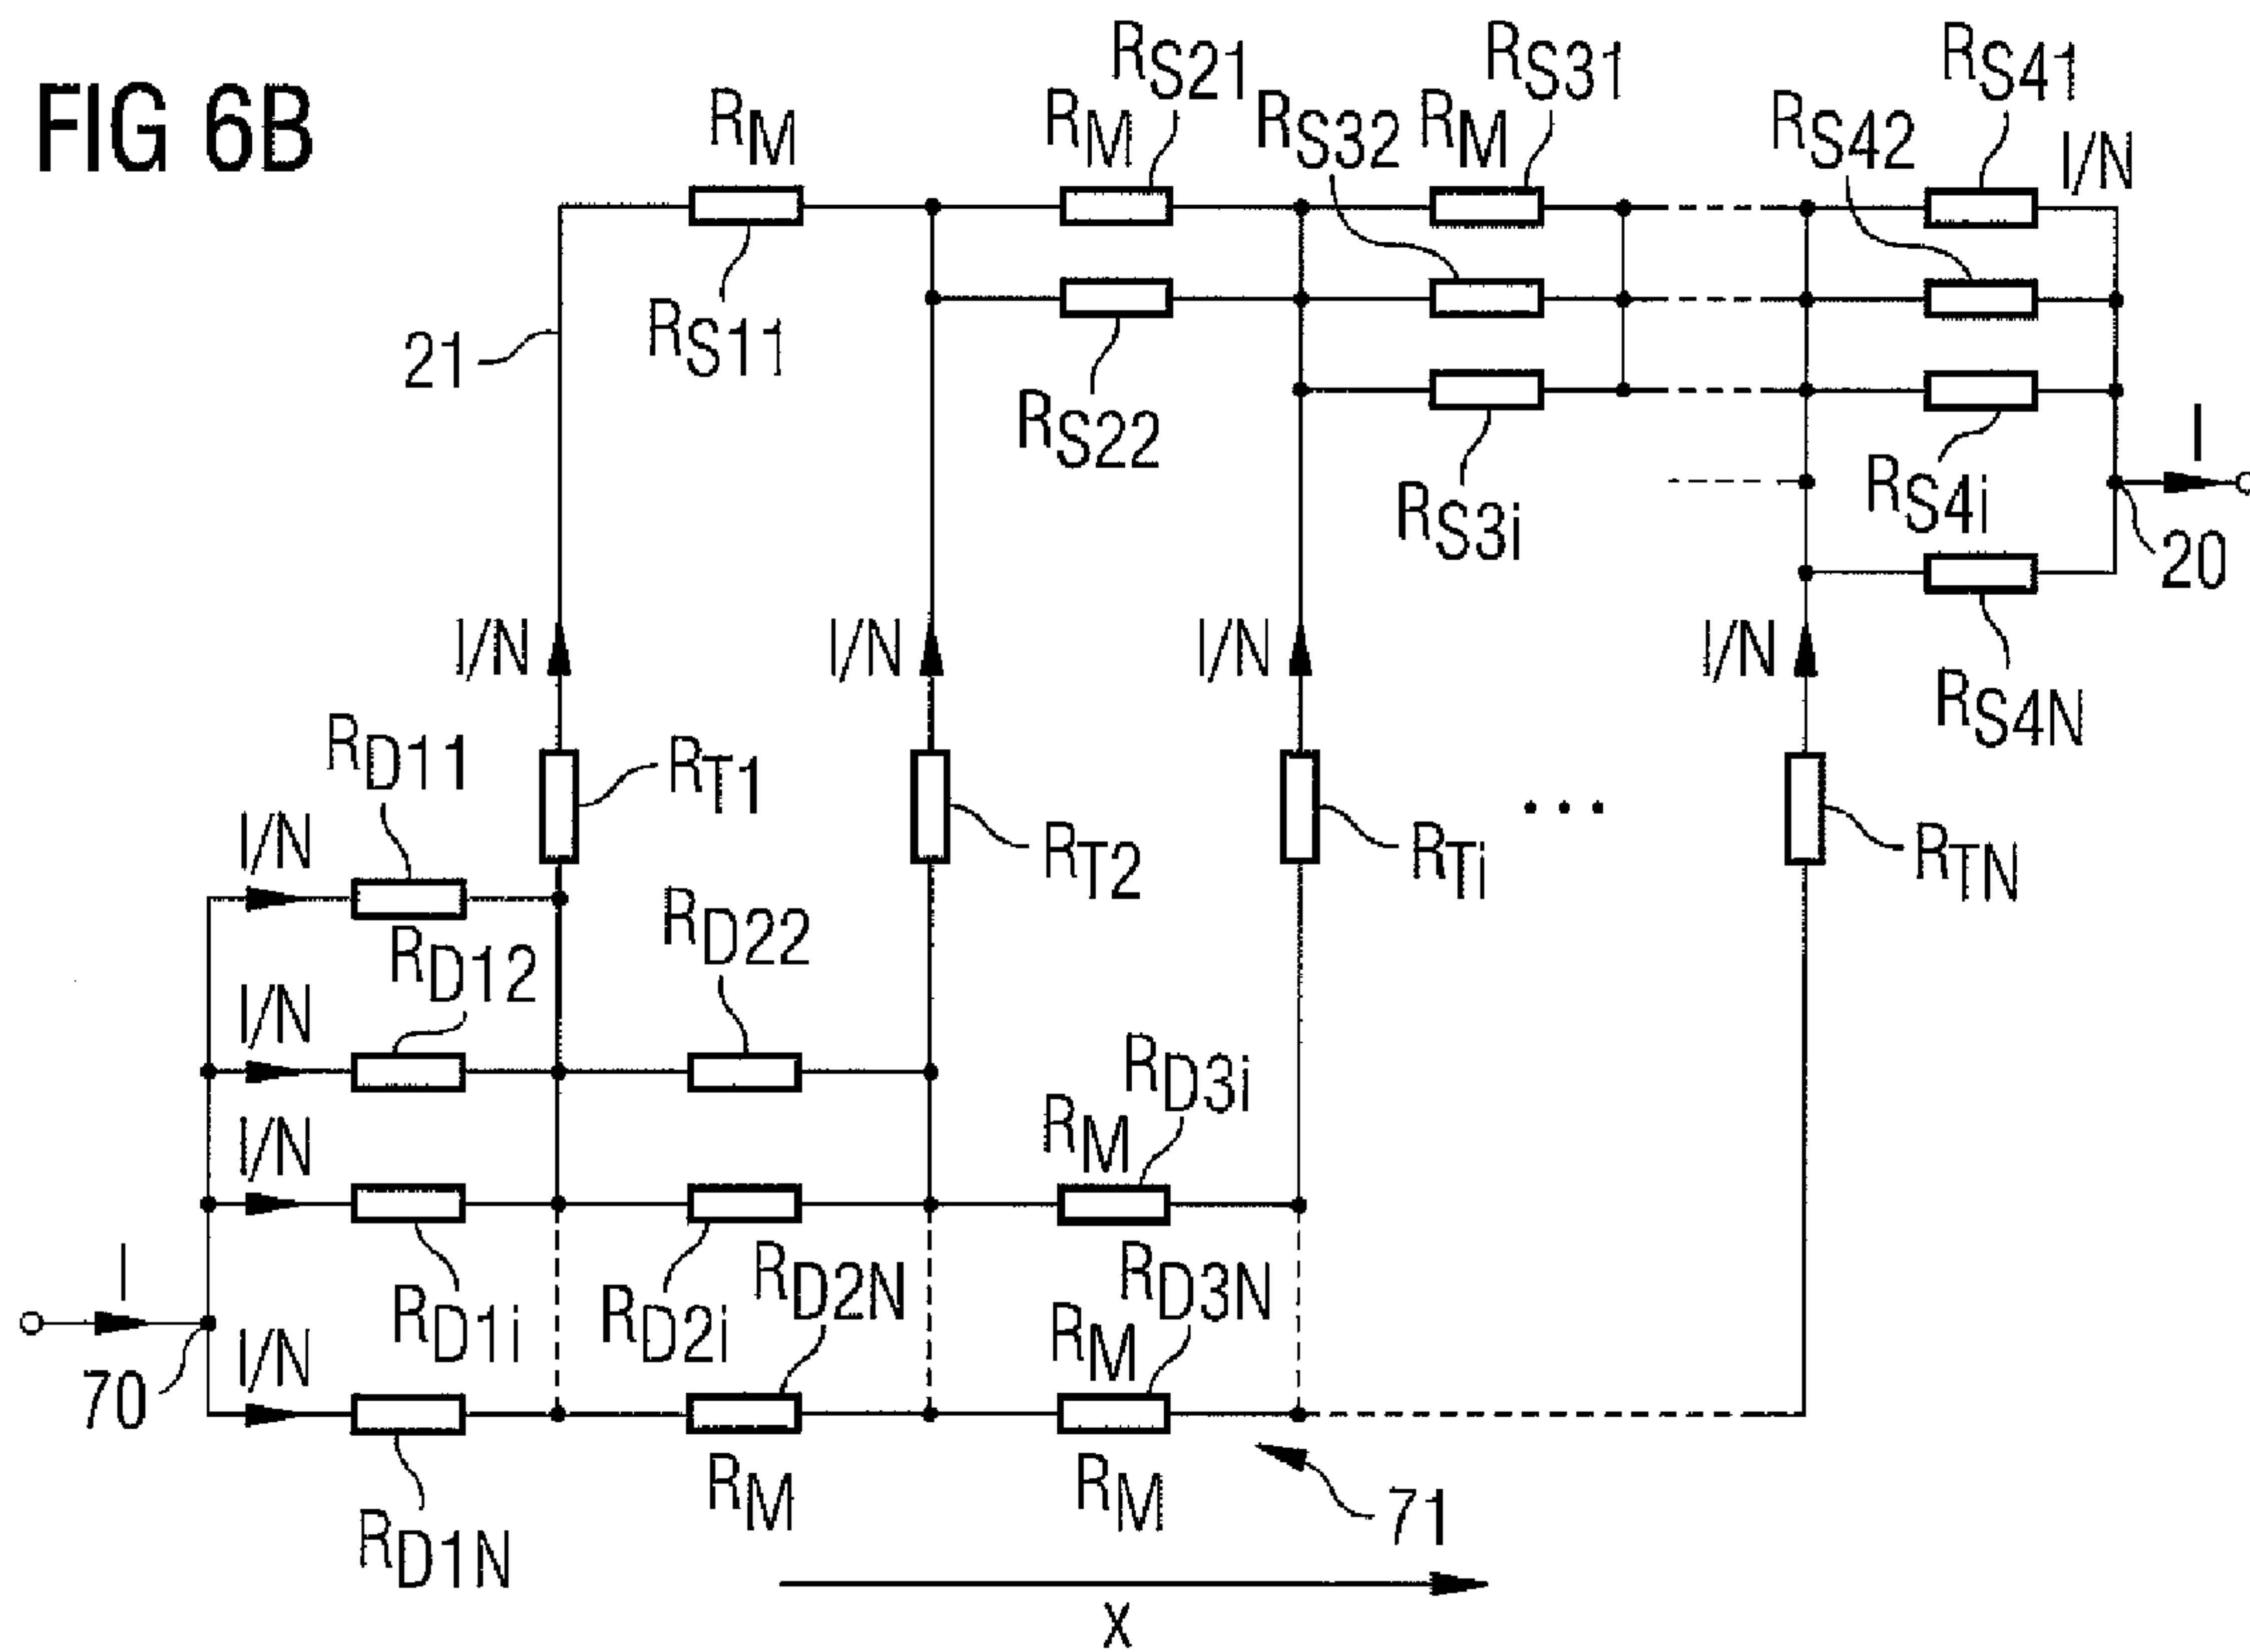 FIG 6B
RM
RM
RS21
RS32
RM
RS31
RS42
RS41
I/N
21
RS11
RS22
RS3i
RS4i
I
20
RS4N
I/N
I/N
I/N
I/N
RD11
RT1
RT2
RTi
...
RTN
I/N
RD12
RD22
I/N
RD3i
RM
I/N
RD1i
RD2i
RD2N
RD3N
RM
I
70
I/N
RD1N
RM
RM
71
X